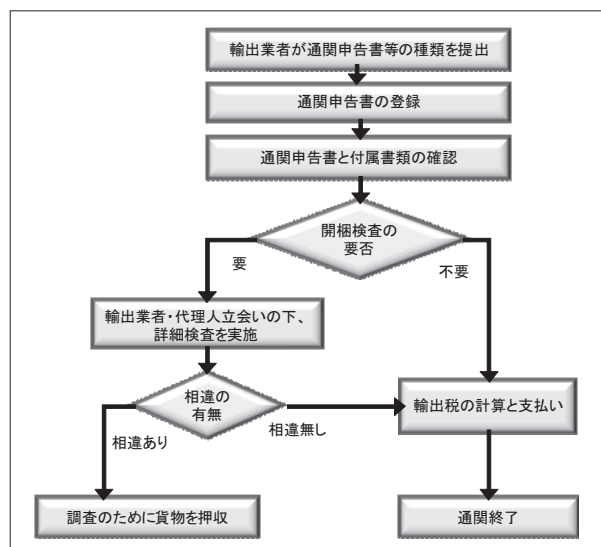 輸出業者が通関申告書等の種類を提出
通関申告書の登録
通関申告書と付属書類の確認
開梱検査の
要否
要
不要
輸出業者・代理人立会いの下、
詳細検査を実施
相違の
有無
輸出税の計算と支払い
相違あり
相違無し
調査のために貨物を押収
通関終了